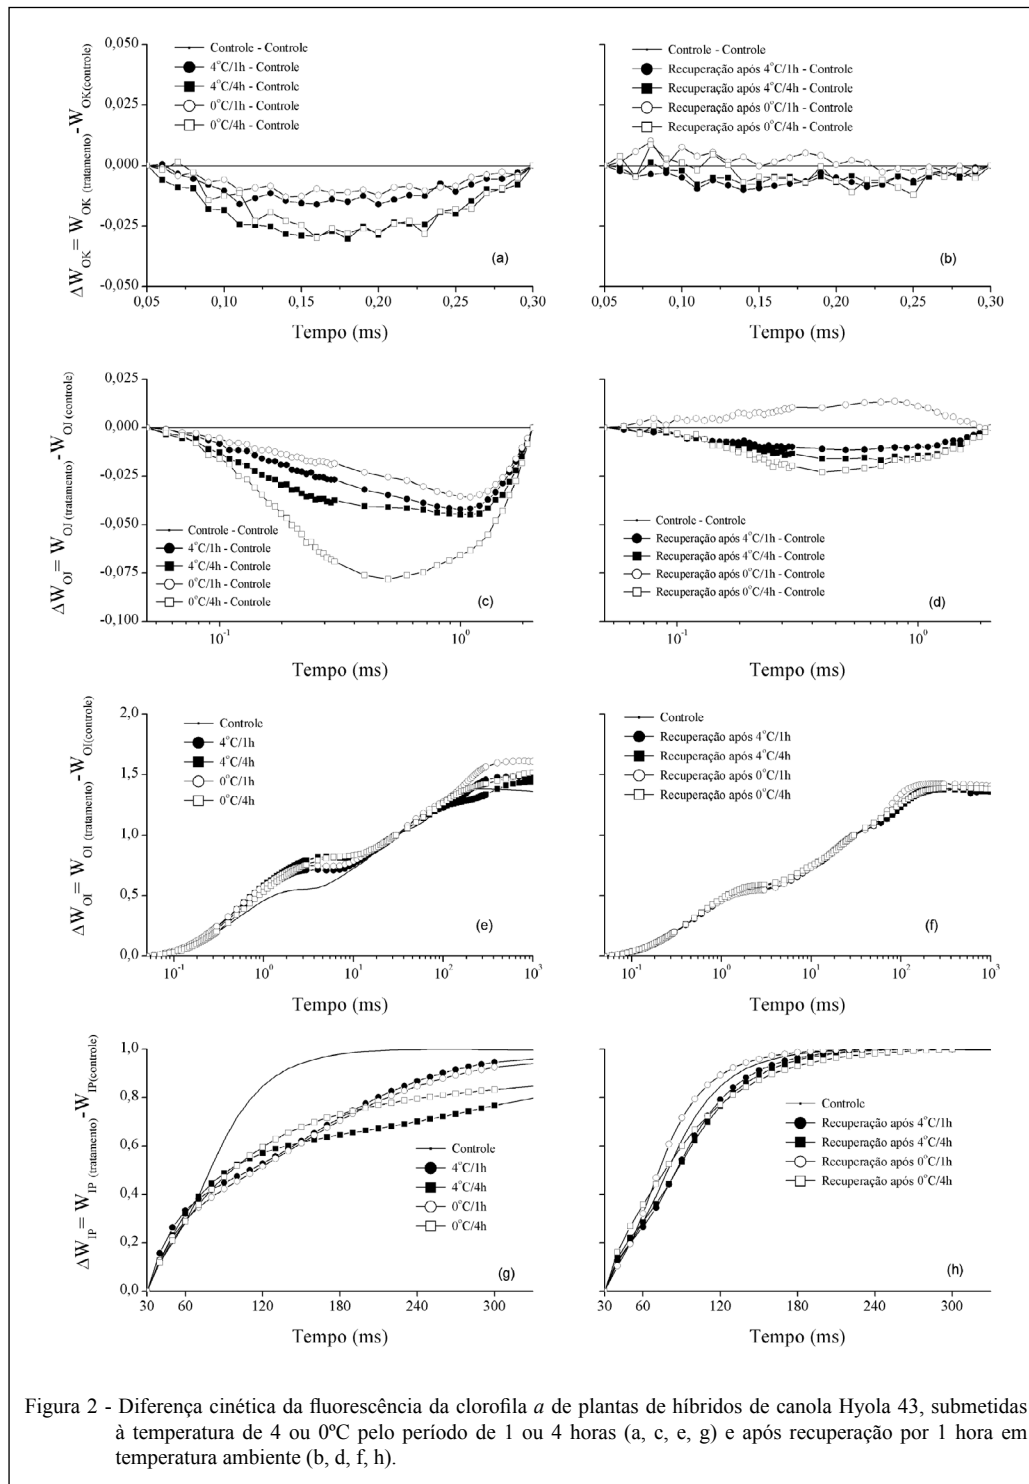 0,050
0,025
0,000
-0,025
-0,050
ΔW_OK = W_OK (tratamento) - W_OK(controle)
Controle - Controle
4°C/1h - Controle
4°C/4h - Controle
0°C/1h - Controle
0°C/4h - Controle
(a)
0,05 0,10 0,15 0,20 0,25 0,30
Tempo (ms)
Controle - Controle
Recuperação após 4°C/1h - Controle
Recuperação após 4°C/4h - Controle
Recuperação após 0°C/1h - Controle
Recuperação após 0°C/4h - Controle
(b)
0,05 0,10 0,15 0,20 0,25 0,30
Tempo (ms)
0,025
0,000
-0,025
-0,050
-0,075
-0,100
ΔW_OJ = W_OJ (tratamento) - W_OJ (controle)
Controle - Controle
4°C/1h - Controle
4°C/4h - Controle
0°C/1h - Controle
0°C/4h - Controle
(c)
10^-1 10^0
Tempo (ms)
Controle - Controle
Recuperação após 4°C/1h - Controle
Recuperação após 4°C/4h - Controle
Recuperação após 0°C/1h - Controle
Recuperação após 0°C/4h - Controle
(d)
10^-1 10^0
Tempo (ms)
2,0
1,5
1,0
0,5
0,0
ΔW_OI = W_OI (tratamento) - W_OI(controle)
Controle
4°C/1h
4°C/4h
0°C/1h
0°C/4h
(e)
10^-1 10^0 10^1 10^2 10^3
Tempo (ms)
Controle
Recuperação após 4°C/1h
Recuperação após 4°C/4h
Recuperação após 0°C/1h
Recuperação após 0°C/4h
(f)
10^-1 10^0 10^1 10^2 10^3
Tempo (ms)
1,0
0,8
0,6
0,4
0,2
0,0
ΔW_IP = W_IP (tratamento) - W_IP(controle)
Controle
4°C/1h
4°C/4h
0°C/1h
0°C/4h
(g)
30 60 120 180 240 300
Tempo (ms)
Controle
Recuperação após 4°C/1h
Recuperação após 4°C/4h
Recuperação após 0°C/1h
Recuperação após 0°C/4h
(h)
30 60 120 180 240 300
Tempo (ms)
Figura 2 - Diferença cinética da fluorescência da clorofila a de plantas de híbridos de canola Hyola 43, submetidas
à temperatura de 4 ou 0ºC pelo período de 1 ou 4 horas (a, c, e, g) e após recuperação por 1 hora em
temperatura ambiente (b, d, f, h).